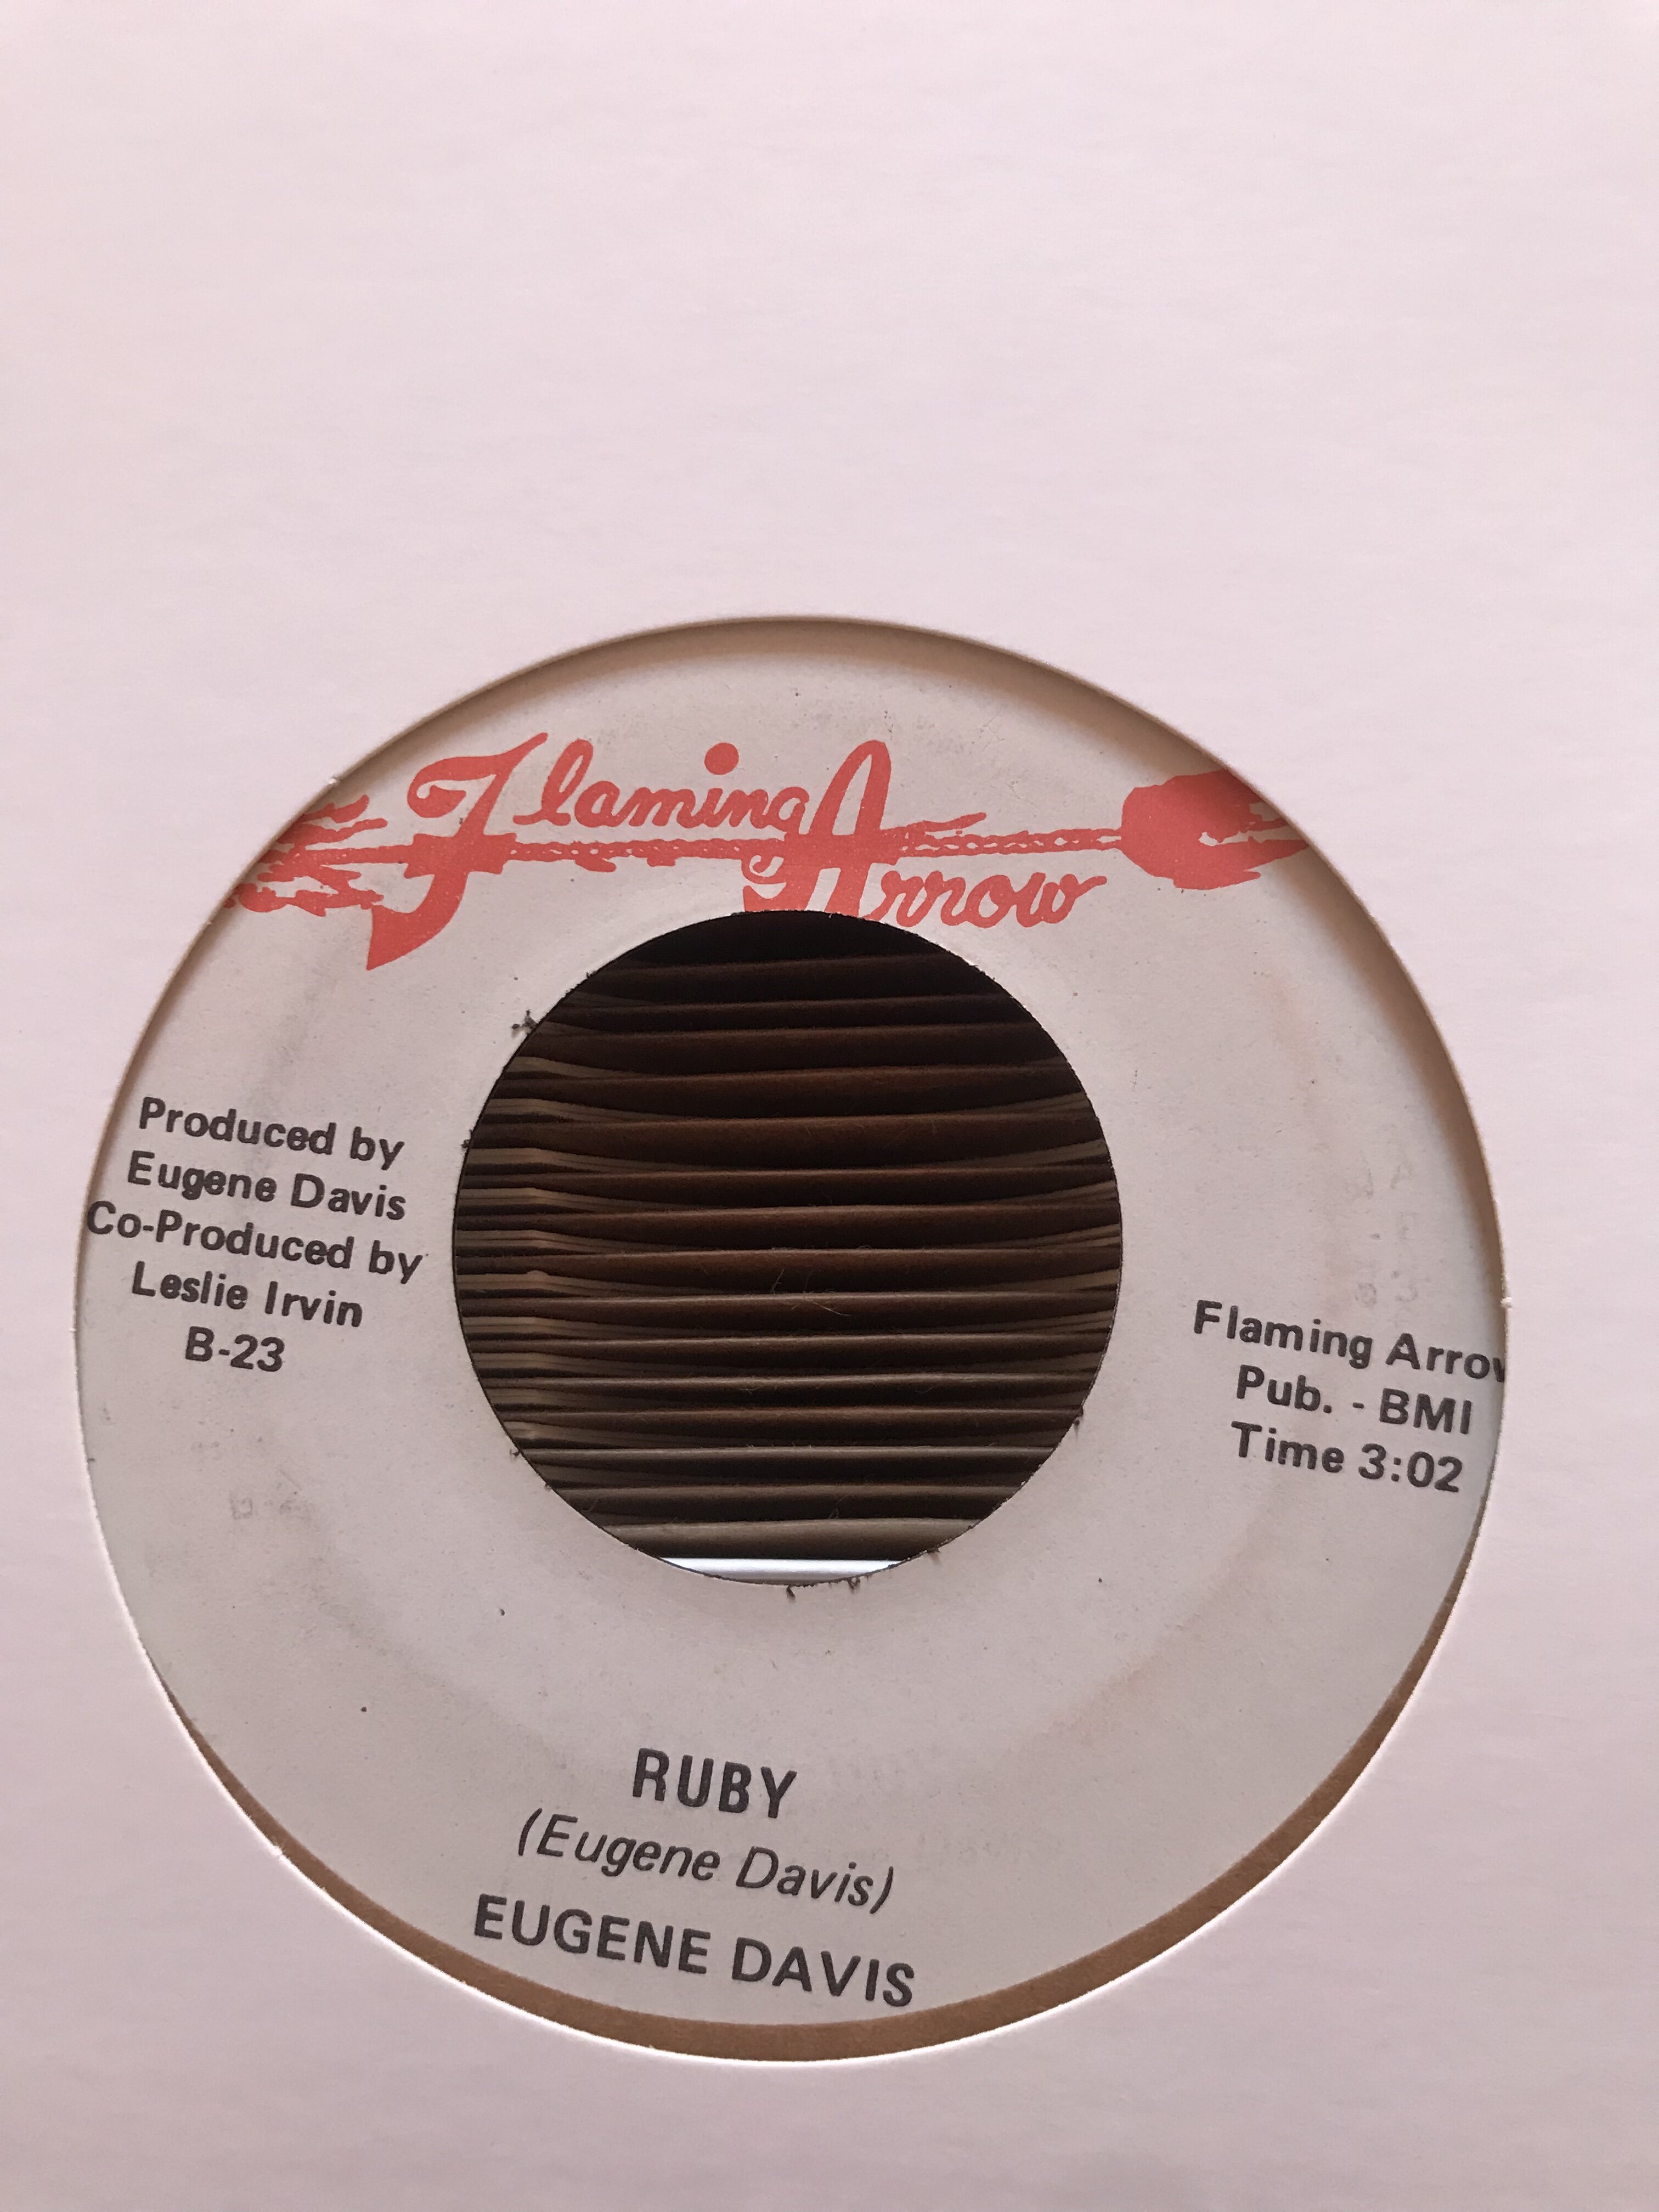 Flaming
Arrow
Produced by
Eugene Davis
Co-Produced by
Leslie Irvin
B-23
Flaming Arrow
Pub. - BMI
Time 3:02
RUBY
(Eugene Davis)
EUGENE DAVIS